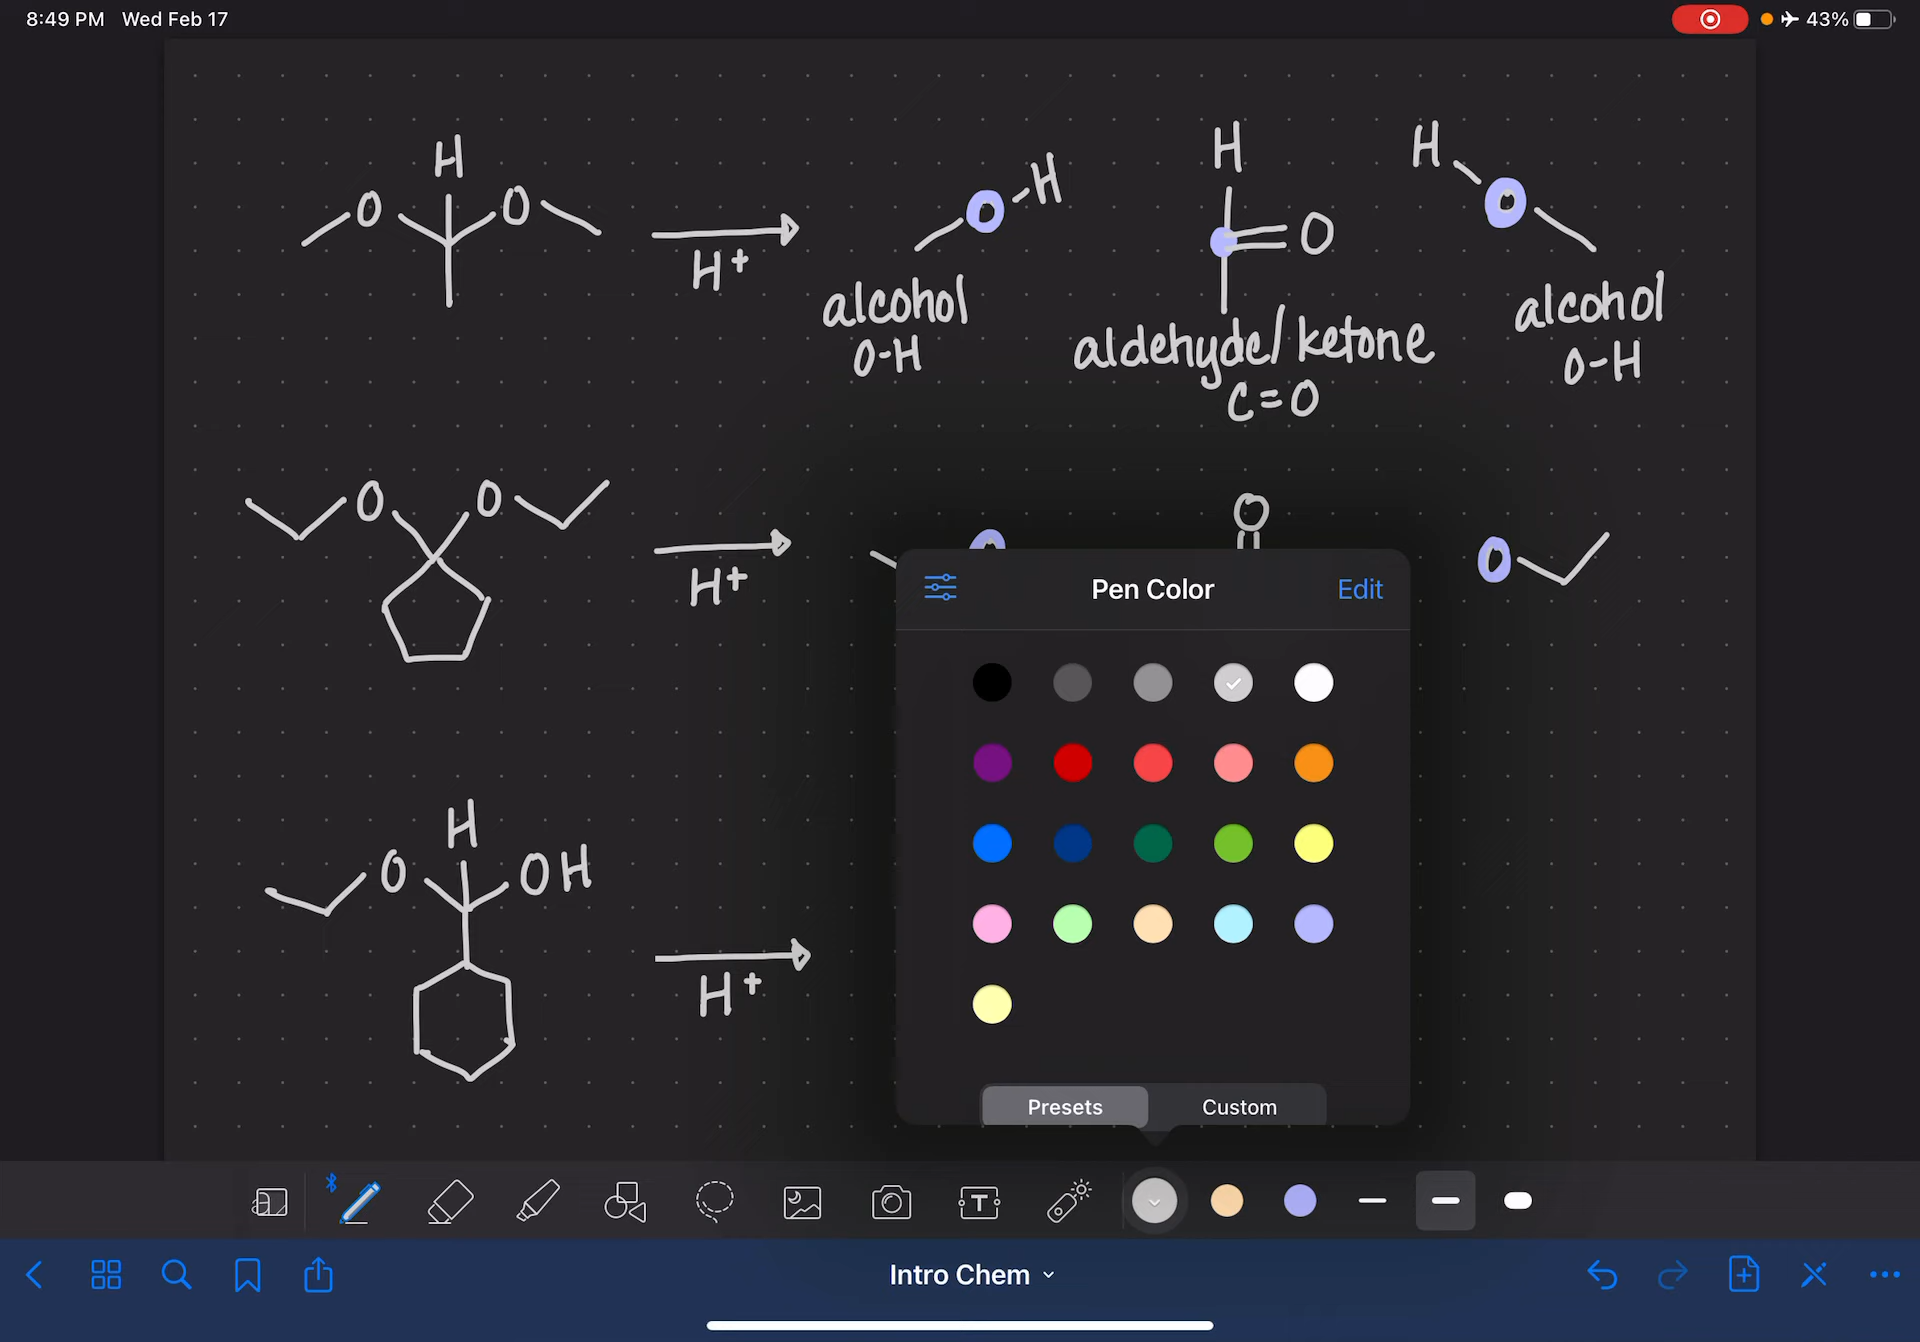 8:49 PM Wed Feb 17 43%
H
O O
H+
O-H
H
O
H
O
alcohol
O-H
aldehyde/ketone
C=O
alcohol
O-H
O O
H+
O
O
O
Pen Color
Edit
H
O OH
H+
Presets
Custom
T
Intro Chem